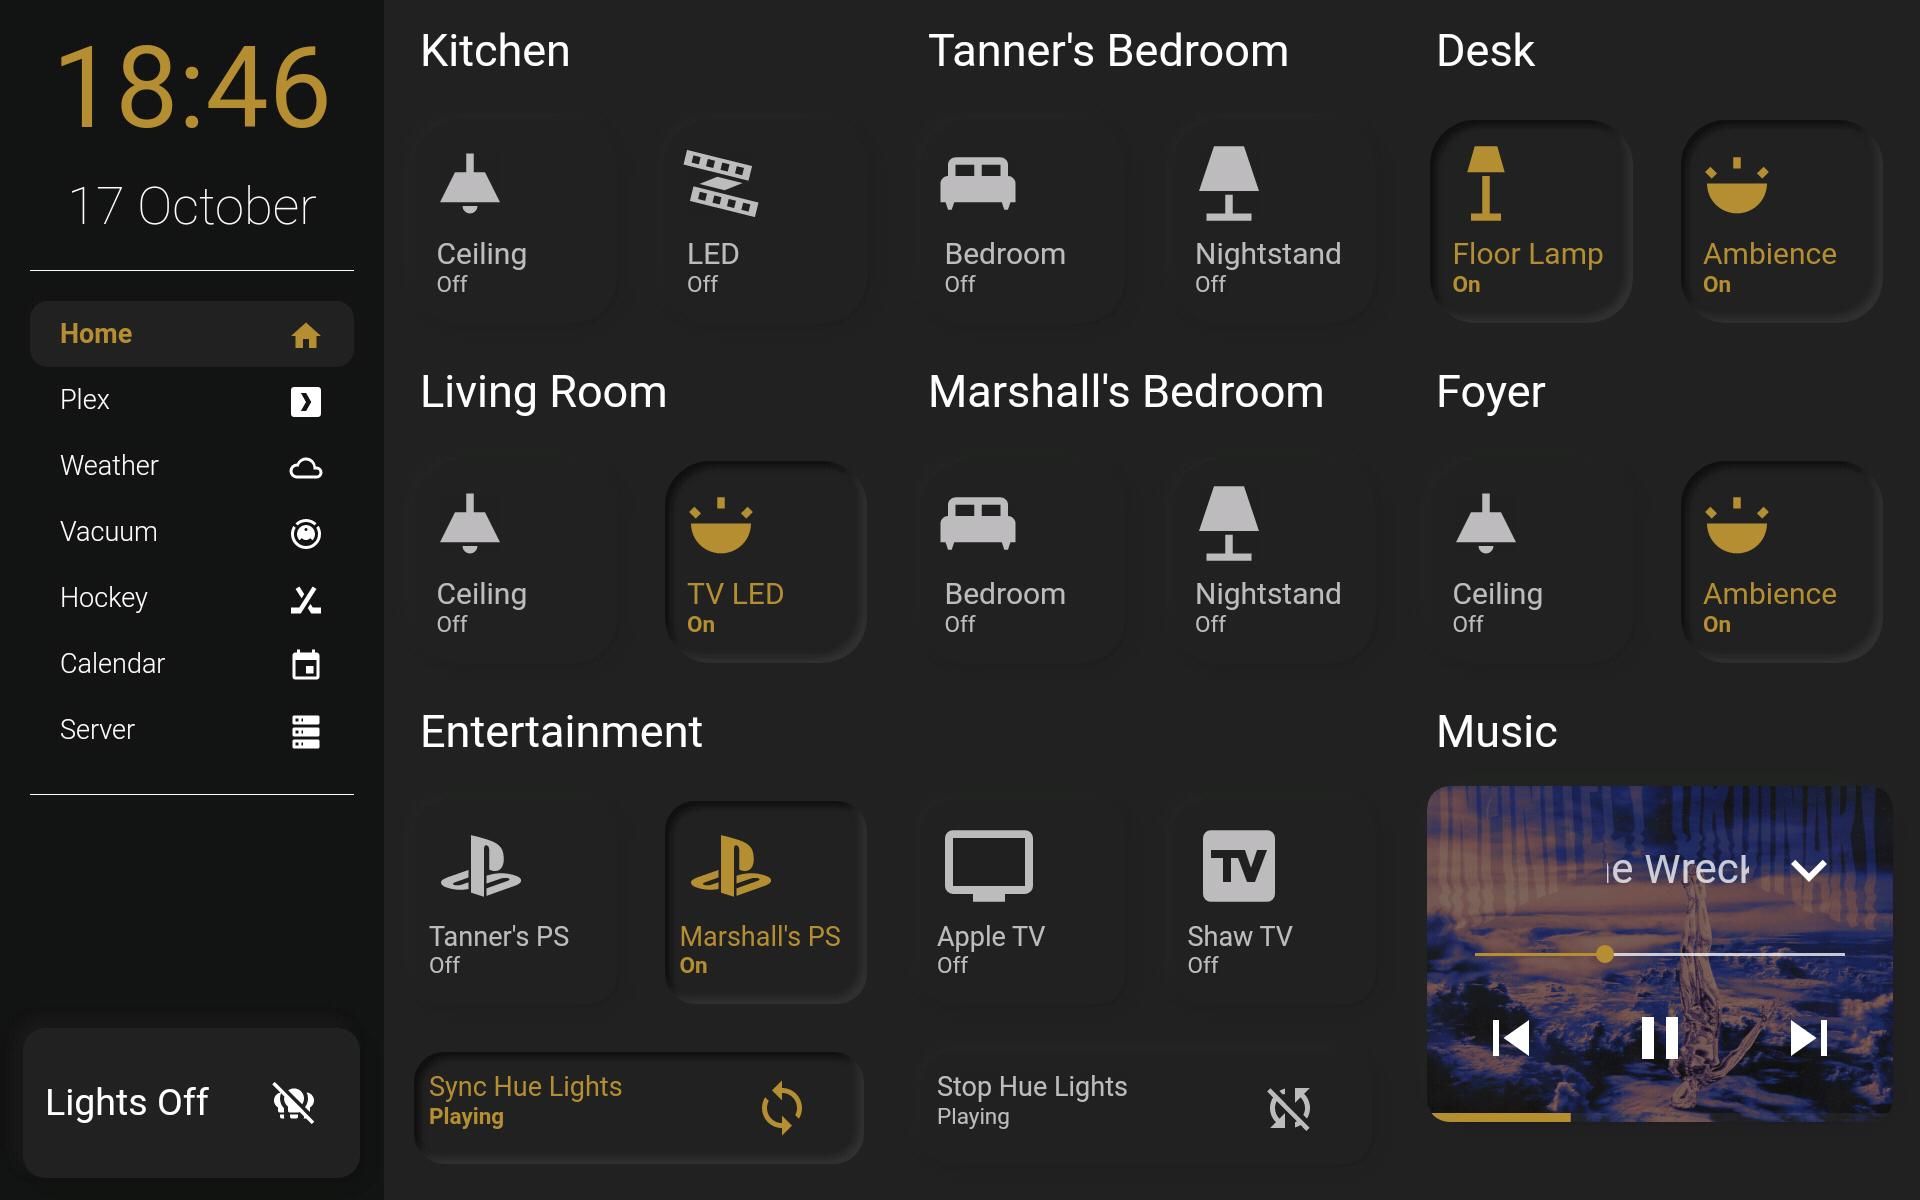 18:46
17 October
Home
Plex
Weather
Vacuum
Hockey
Calendar
Server
Lights Off
Kitchen
Ceiling
Off
LED
Off
Tanner's Bedroom
Bedroom
Off
Nightstand
Off
Desk
Floor Lamp
On
Ambience
On
Living Room
Ceiling
Off
TV LED
On
Marshall's Bedroom
Bedroom
Off
Nightstand
Off
Foyer
Ceiling
Off
Ambience
On
Entertainment
Tanner's PS
Off
Marshall's PS
On
Apple TV
Off
TV
Shaw TV
Off
Sync Hue Lights
Playing
Stop Hue Lights
Playing
Music
e Wreck